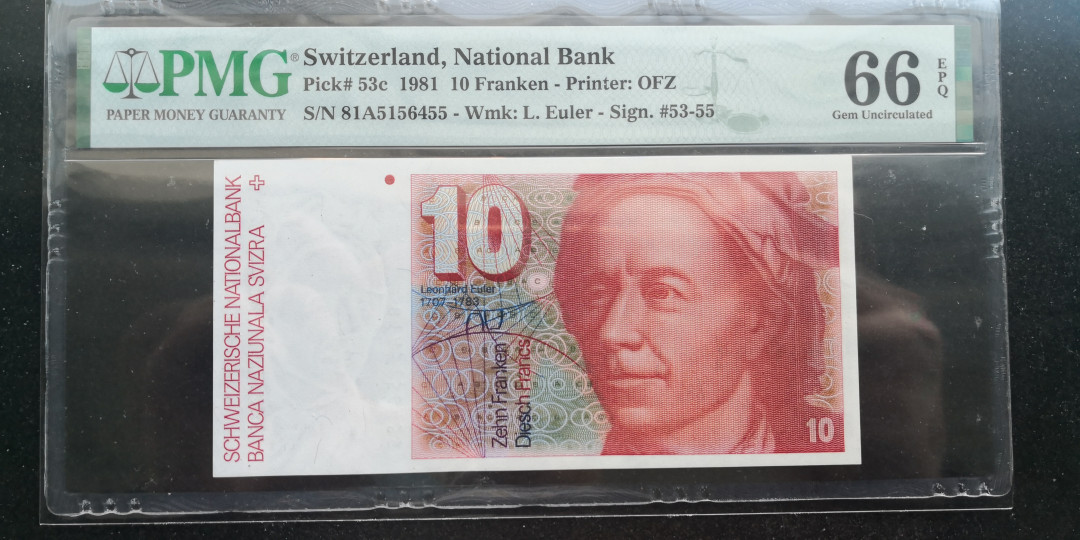 PMG®
PAPER MONEY GUARANTY
Switzerland, National Bank
Pick# 53c 1981 10 Franken - Printer: OFZ
S/N 81A5156455 - Wmk: L. Euler - Sign. #53-55
66
EPQ
Gem Uncirculated
SCHWEIZERISCHE NATIONALBANK
BANCA NAZIUNALA SVIZRA
10
C
Leonhard Euler
1707-1783
Zehn Franken
Diesch Francs
10